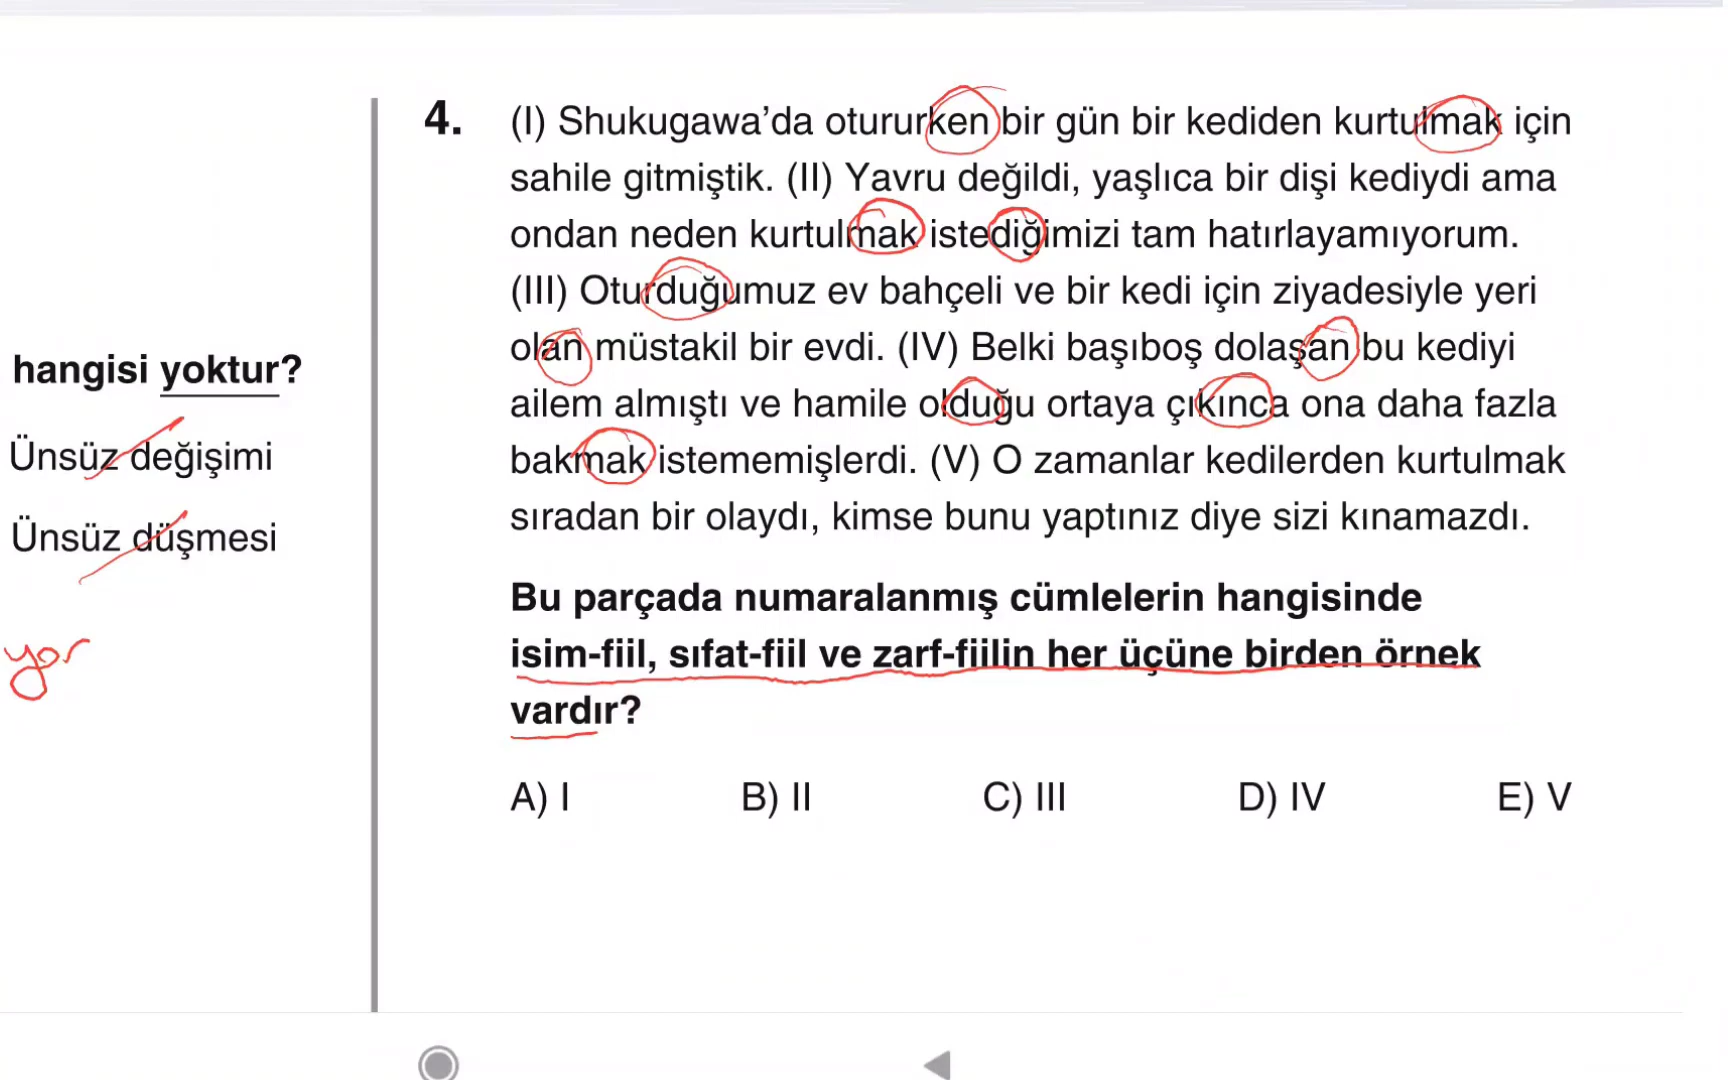 hangisi yoktur?
Ünsüz değişimi
Ünsüz düşmesi
yor
4. (I) Shukugawa’da otururken bir gün bir kediden kurtulmak için
sahile gitmiştik. (II) Yavru değildi, yaşlıca bir dişi kediydi ama
ondan neden kurtulmak istediğimizi tam hatırlayamıyorum.
(III) Oturduğumuz ev bahçeli ve bir kedi için ziyadesiyle yeri
olan müstakil bir evdi. (IV) Belki başıboş dolaşan bu kediyi
ailem almıştı ve hamile olduğu ortaya çıkınca ona daha fazla
bakmak istememişlerdi. (V) O zamanlar kedilerden kurtulmak
sıradan bir olaydı, kimse bunu yaptınız diye sizi kınamazdı.
Bu parçada numaralanmış cümlelerin hangisinde
isim-fiil, sıfat-fiil ve zarf-fiilin her üçüne birden örnek
vardır?
A) I B) II C) III D) IV E) V